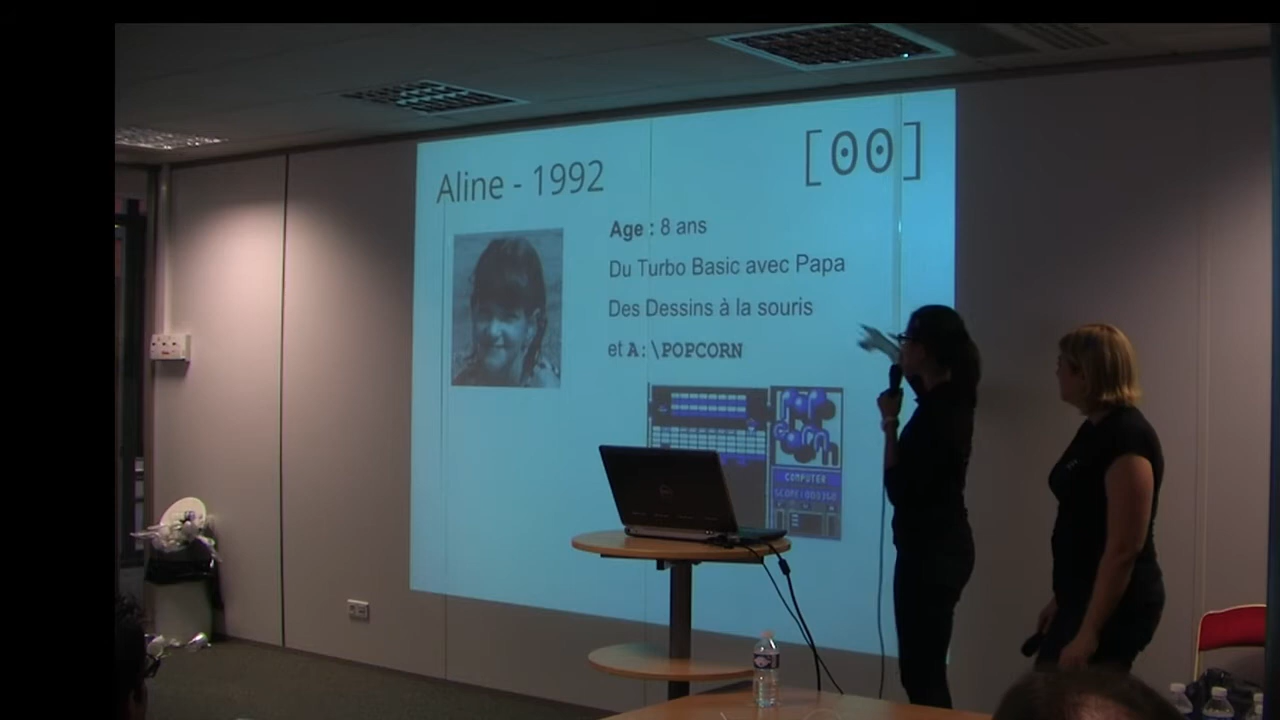 Aline - 1992
[00]
Age : 8 ans
Du Turbo Basic avec Papa
Des Dessins à la souris
et A:\POPCORN
COMPUTER